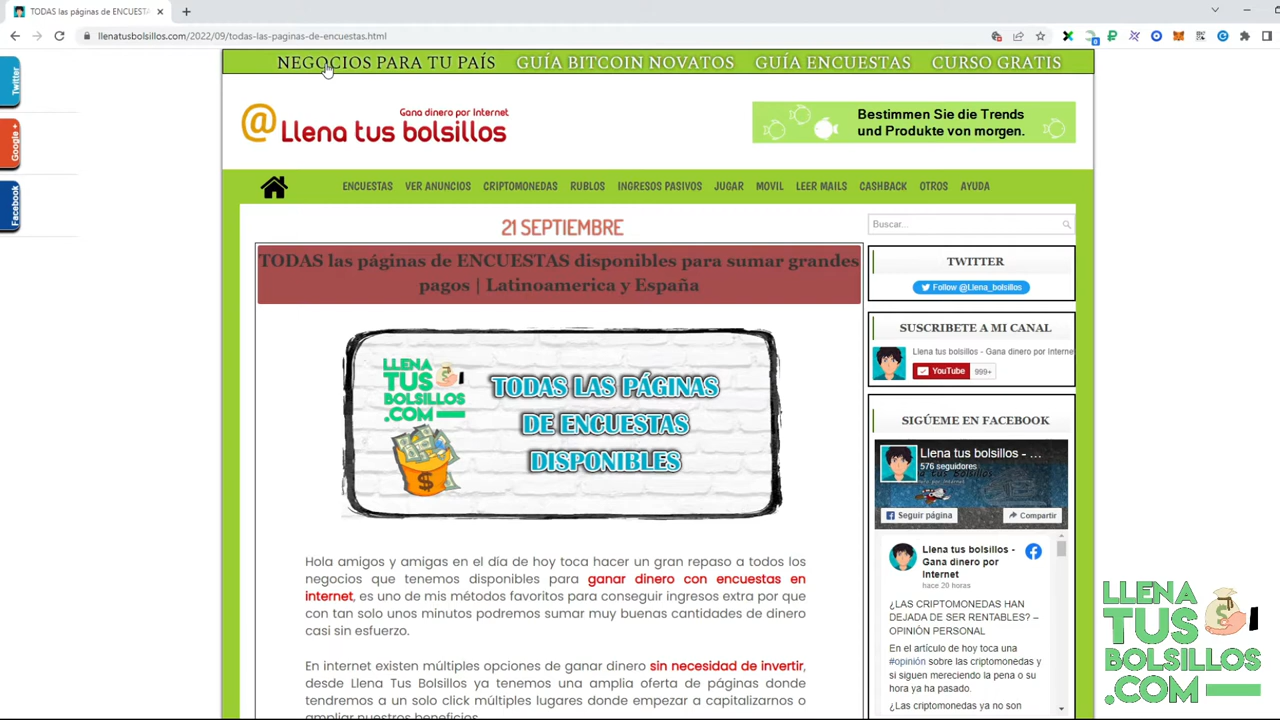 TODAS las páginas de ENCUESTA
llenatusbolsillos.com/2022/09/todas-las-paginas-de-encuestas.html
Twitter
Google +
Facebook
NEGOCIOS PARA TU PAÍS GUÍA BITCOIN NOVATOS GUÍA ENCUESTAS CURSO GRATIS
Gana dinero por Internet
@Llena tus bolsillos
Bestimmen Sie die Trends
und Produkte von morgen.
ENCUESTAS VER ANUNCIOS CRIPTOMONEDAS RUBLOS INGRESOS PASIVOS JUGAR MOVIL LEER MAILS CASHBACK OTROS AYUDA
21 SEPTIEMBRE
TODAS las páginas de ENCUESTAS disponibles para sumar grandes
pagos | Latinoamerica y España
LLENA
TUS
BOLSILLOS
.COM
TODAS LAS PÁGINAS
DE ENCUESTAS
DISPONIBLES
Hola amigos y amigas en el día de hoy toca hacer un gran repaso a todos los
negocios que tenemos disponibles para ganar dinero con encuestas en
internet, es uno de mis métodos favoritos para conseguir ingresos extra por que
con tan solo unos minutos podremos sumar muy buenas cantidades de dinero
casi sin esfuerzo.
En internet existen múltiples opciones de ganar dinero sin necesidad de invertir,
desde Llena Tus Bolsillos ya tenemos una amplia oferta de páginas donde
tendremos a un solo click múltiples lugares donde empezar a capitalizarnos o
ampliar nuestros beneficios.
Buscar...
TWITTER
Follow @Llena_bolsillos
SUSCRIBETE A MI CANAL
Llena tus bolsillos - Gana dinero por Interne
YouTube 999+
SIGÚEME EN FACEBOOK
Llena tus bolsillos - ...
576 seguidores
Seguir página Compartir
Llena tus bolsillos -
Gana dinero por
Internet
hace 20 horas
¿LAS CRIPTOMONEDAS HAN
DEJADA DE SER RENTABLES? –
OPINIÓN PERSONAL
En el artículo de hoy toca una
#opinión sobre las criptomonedas y
si siguen mereciendo la pena o su
hora ya ha pasado.
¿Las criptomonedas ya no son
LLENA
TUS
BOLSILLOS
.COM